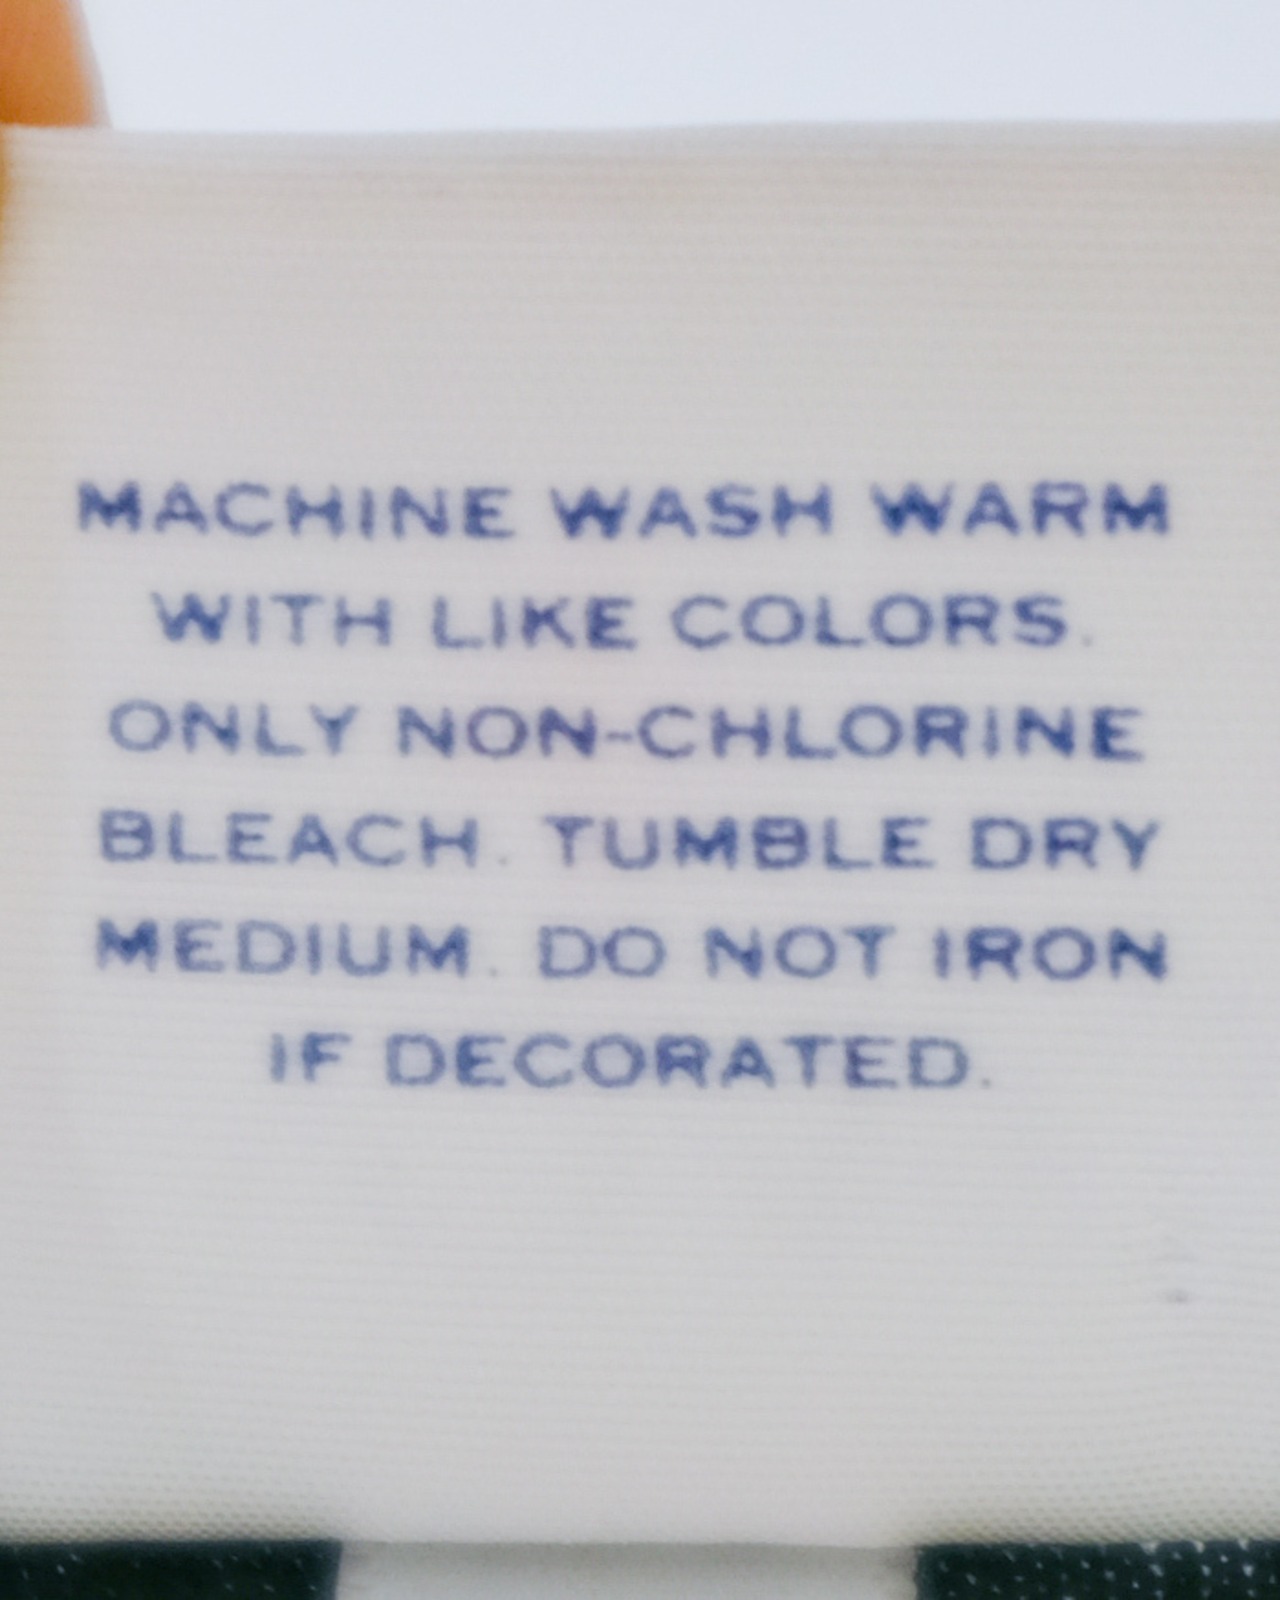 MACHINE WASH WARM
WITH LIKE COLORS.
ONLY NON-CHLORINE
BLEACH. TUMBLE DRY
MEDIUM. DO NOT IRON
IF DECORATED.